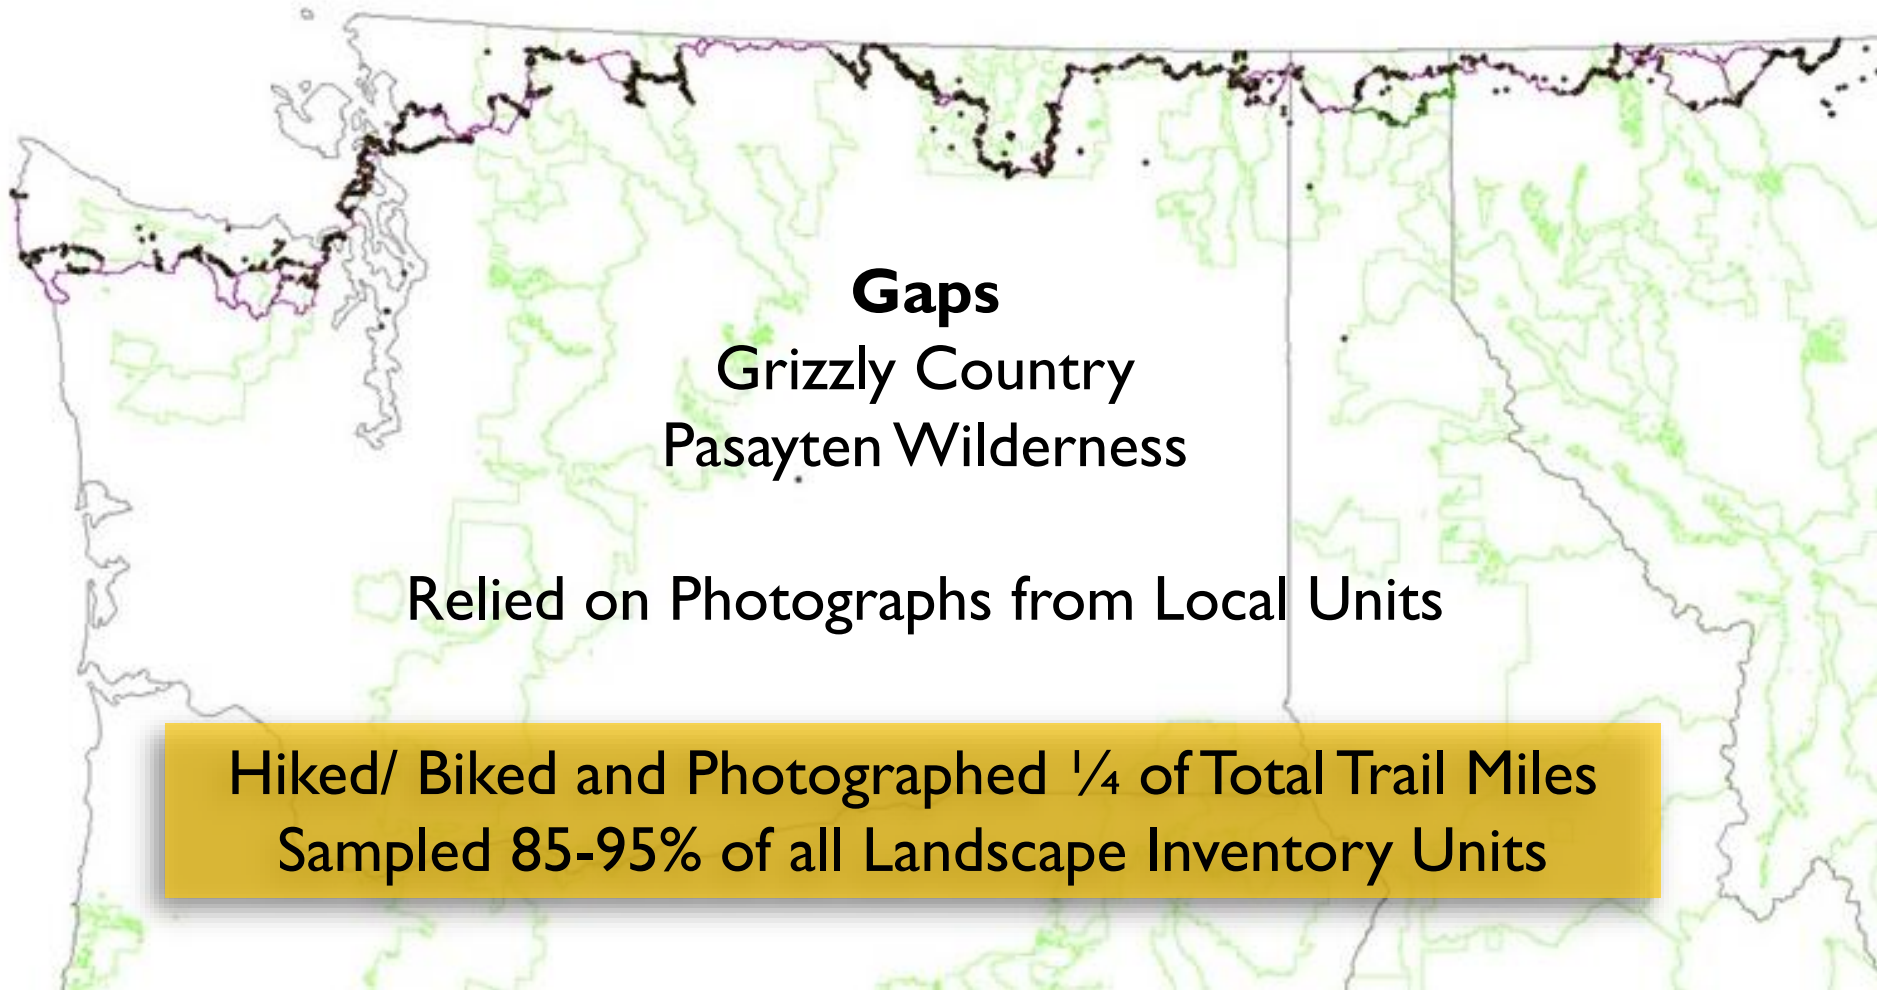 Gaps
Grizzly Country
Pasayten Wilderness
Relied on Photographs from Local Units
Hiked/ Biked and Photographed ¼ of Total Trail Miles
Sampled 85-95% of all Landscape Inventory Units